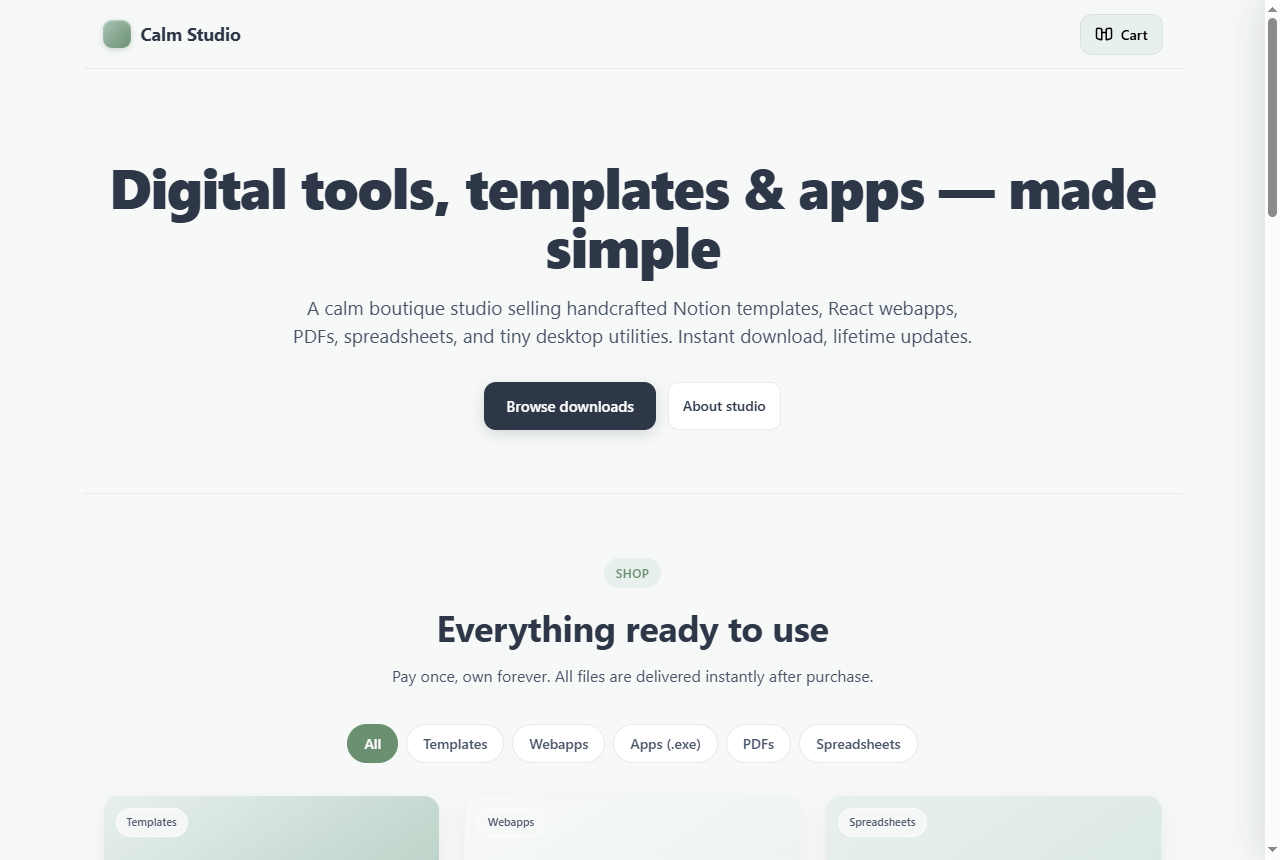 Calm Studio
Cart
Digital tools, templates & apps — made
simple
A calm boutique studio selling handcrafted Notion templates, React webapps,
PDFs, spreadsheets, and tiny desktop utilities. Instant download, lifetime updates.
Browse downloads
About studio
SHOP
Everything ready to use
Pay once, own forever. All files are delivered instantly after purchase.
All
Templates
Webapps
Apps (.exe)
PDFs
Spreadsheets
Templates
Webapps
Spreadsheets